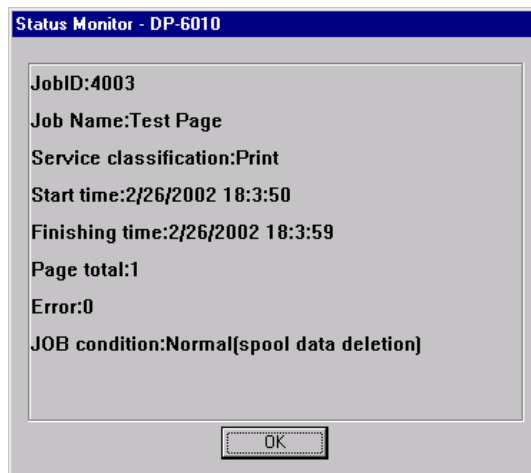 Status Monitor - DP-6010
JobID:4003
Job Name:Test Page
Service classification:Print
Start time:2/26/2002 18:3:50
Finishing time:2/26/2002 18:3:59
Page total:1
Error:0
JOB condition:Normal(spool data deletion)
OK